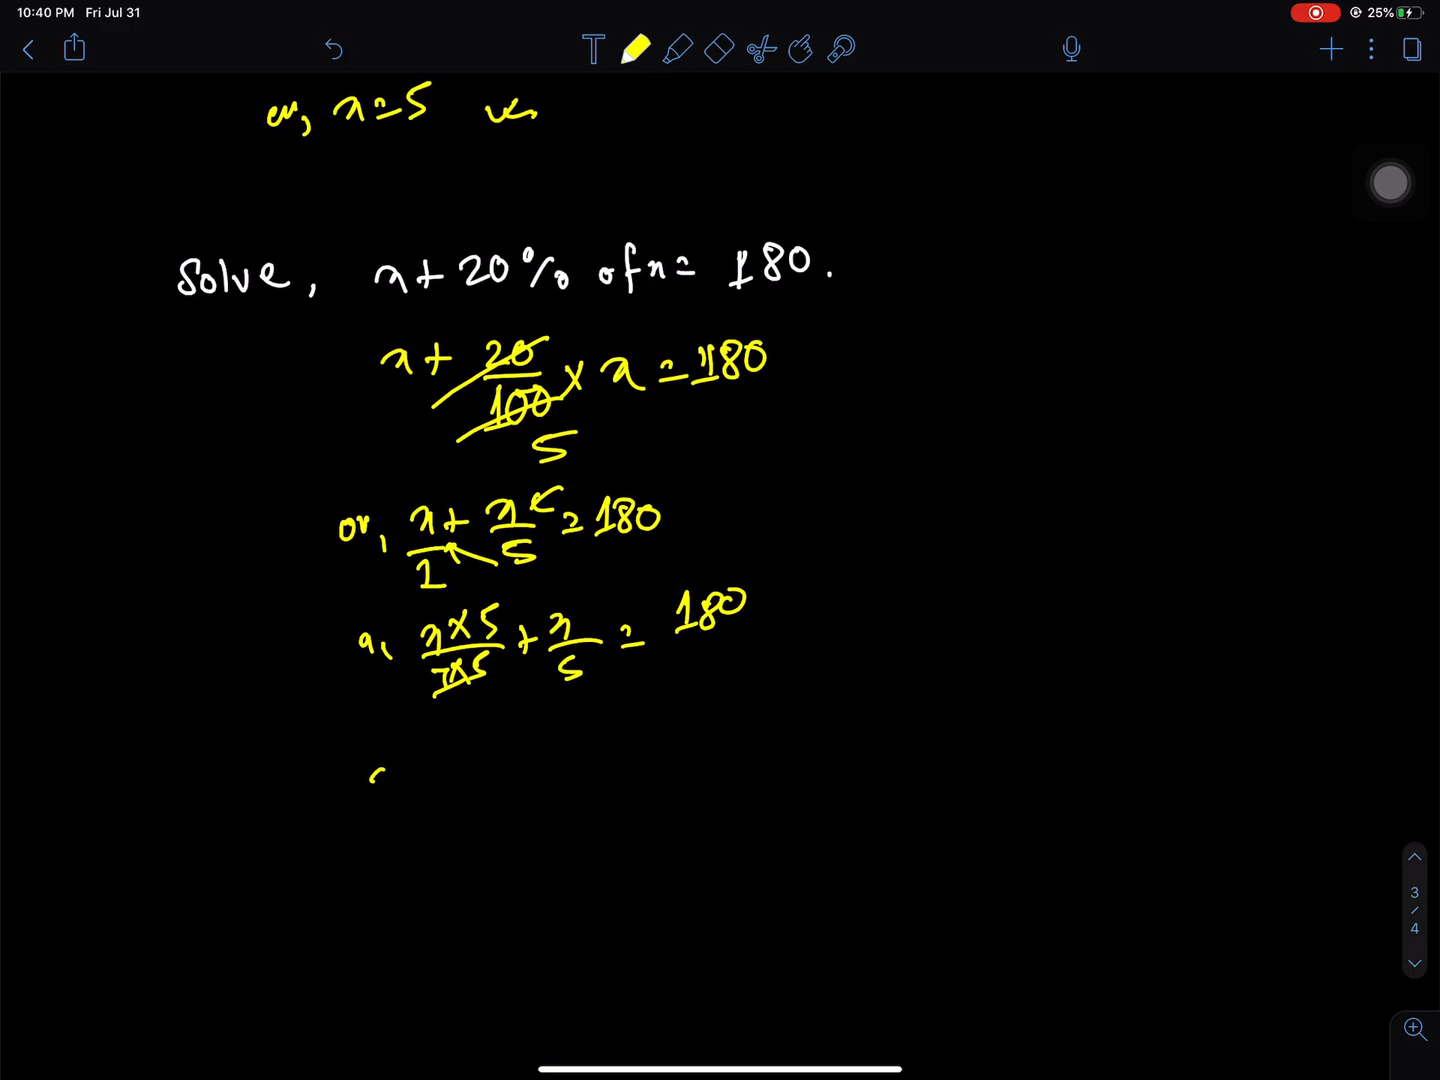 10:40 PM Fri Jul 31
25%
or, x = 5
Solve, x + 20% of x = 180.
x + 20/100 × x = 180
5
or, x/1 + x/5 = 180
or, x×5/1×5 + x/5 = 180
3
/
4